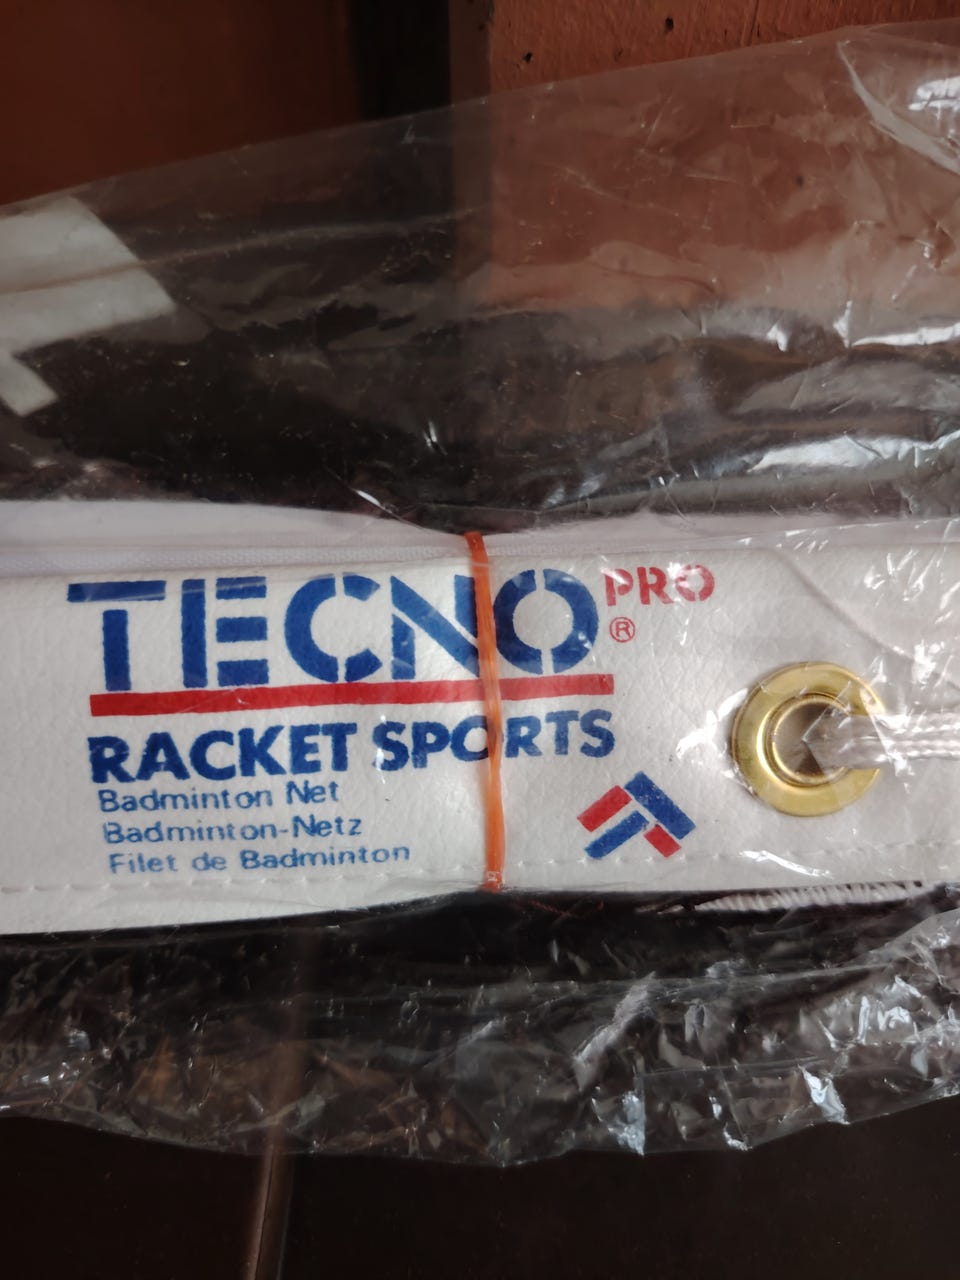 TECNO PRO
®
RACKET SPORTS
Badminton Net
Badminton-Netz
Filet de Badminton